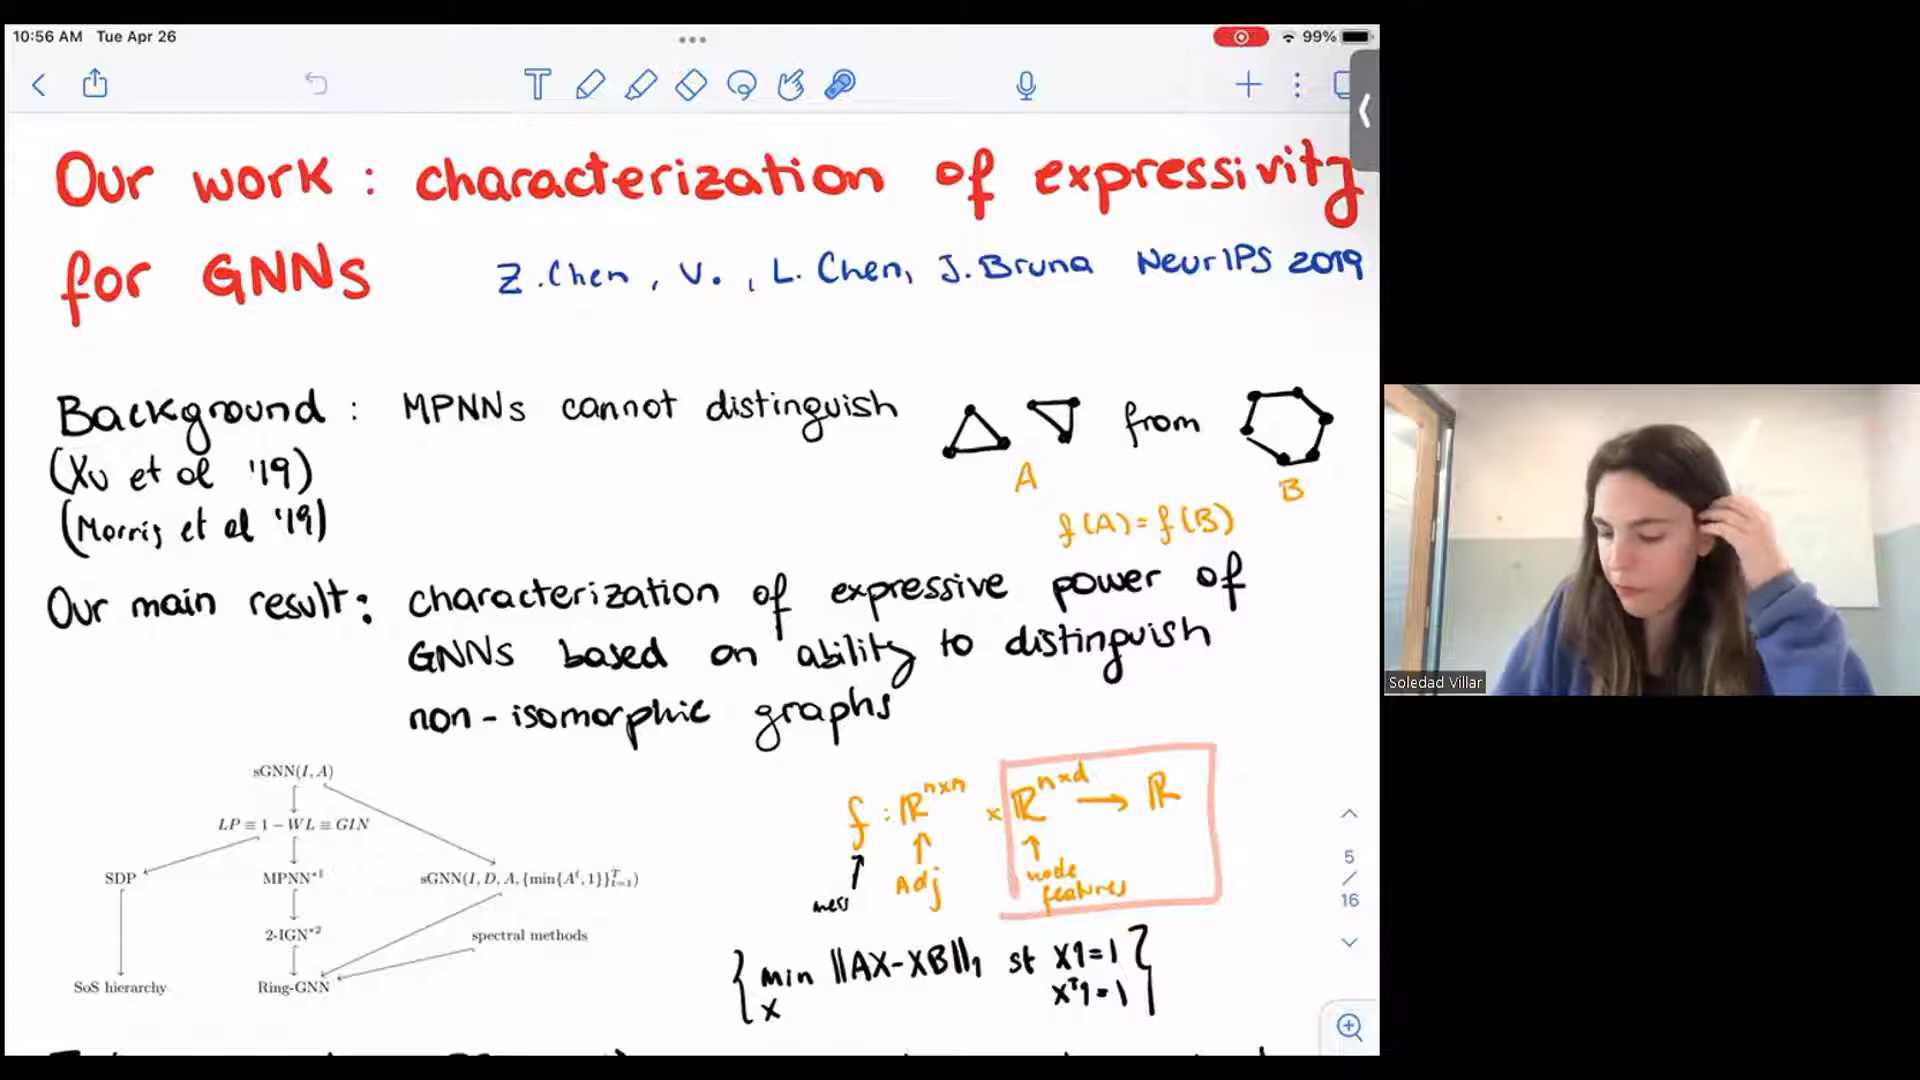 10:56 AM Tue Apr 26
99%
Our work : characterization of expressivity
for GNNs
Z. Chen, V., L. Chen, J. Bruna NeurIPS 2019
Background : MPNNs cannot distinguish from
(Xu et al '19)
(Morris et al '19)
A
B
f(A) = f(B)
Our main result: characterization of expressive power of
GNNs based on ability to distinguish
non-isomorphic graphs
sGNN(I, A)
LP ≡ 1 − WL ≡ GIN
SDP
MPNN*1
sGNN(I, D, A, {min{A^t, 1}}_{t=1}^T)
2-IGN*2
spectral methods
SoS hierarchy
Ring-GNN
f : ℝ^{n×n} × ℝ^{n×d} → ℝ
Adj
node
features
{ min ||AX-XB||_1 st X1=1 }
X
X^T1=1
5
/
16
Soledad Villar